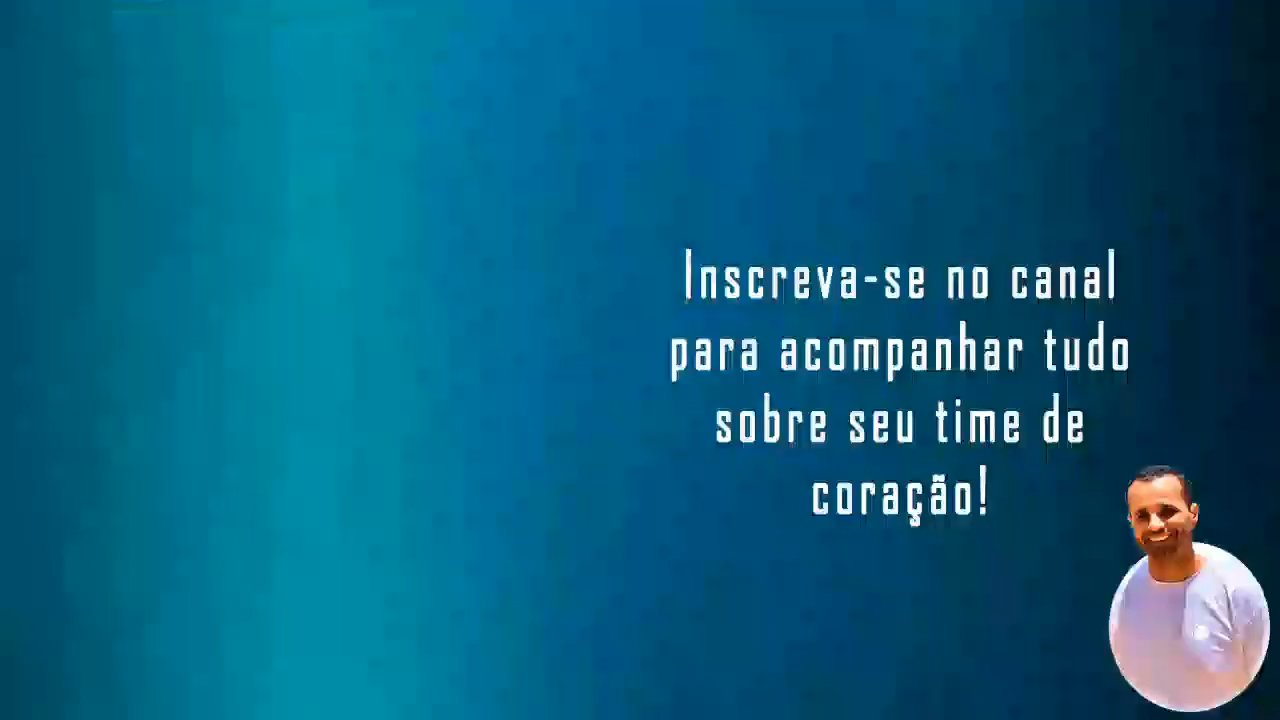 Inscreva-se no canal
para acompanhar tudo
sobre seu time de
coração!